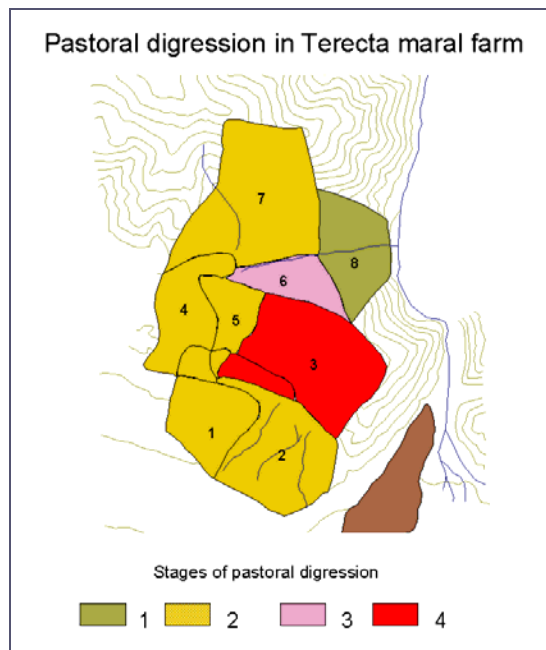 Pastoral digression in Terecta maral farm
7
8
6
4
5
3
1
2
Stages of pastoral digression
1 2 3 4